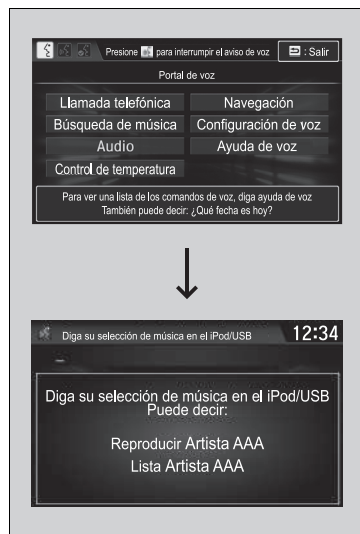 Presione para interrumpir el aviso de voz
: Salir
Portal de voz
Llamada telefónica
Navegación
Búsqueda de música
Configuración de voz
Audio
Ayuda de voz
Control de temperatura
Para ver una lista de los comandos de voz, diga ayuda de voz
También puede decir: ¿Qué fecha es hoy?
Diga su selección de música en el iPod/USB
12:34
Diga su selección de música en el iPod/USB
Puede decir:
Reproducir Artista AAA
Lista Artista AAA